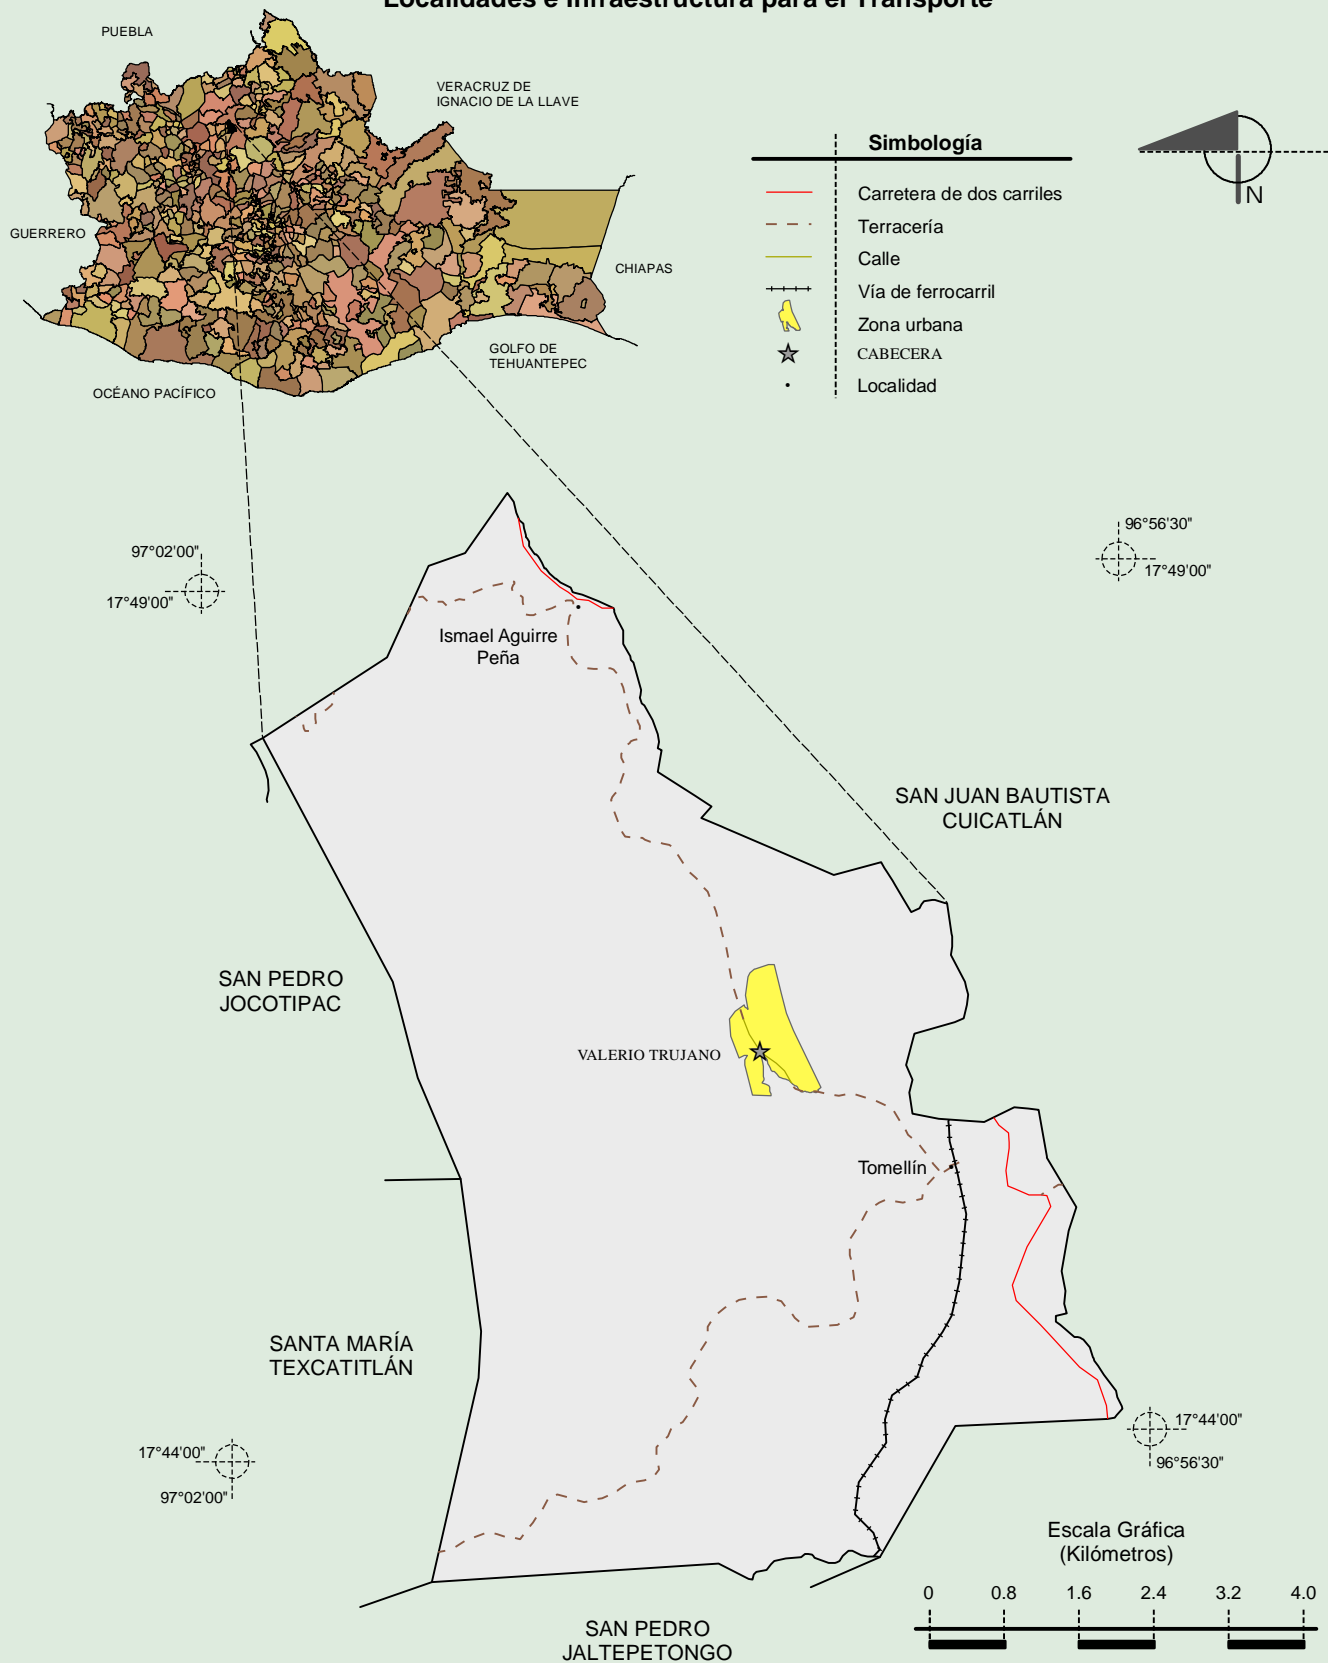 Localidades e Infraestructura para el Transporte
PUEBLA
VERACRUZ DE
IGNACIO DE LA LLAVE
GUERRERO
CHIAPAS
GOLFO DE
TEHUANTEPEC
OCÉANO PACÍFICO
Simbología
Carretera de dos carriles
Terracería
Calle
Vía de ferrocarril
Zona urbana
CABECERA
Localidad
N
97°02'00"
17°49'00"
96°56'30"
17°49'00"
Ismael Aguirre
Peña
SAN JUAN BAUTISTA
CUICATLÁN
SAN PEDRO
JOCOTIPAC
VALERIO TRUJANO
Tomellín
SANTA MARÍA
TEXCATITLÁN
17°44'00"
97°02'00"
17°44'00"
96°56'30"
Escala Gráfica
(Kilómetros)
0 0.8 1.6 2.4 3.2 4.0
SAN PEDRO
JALTEPETONGO